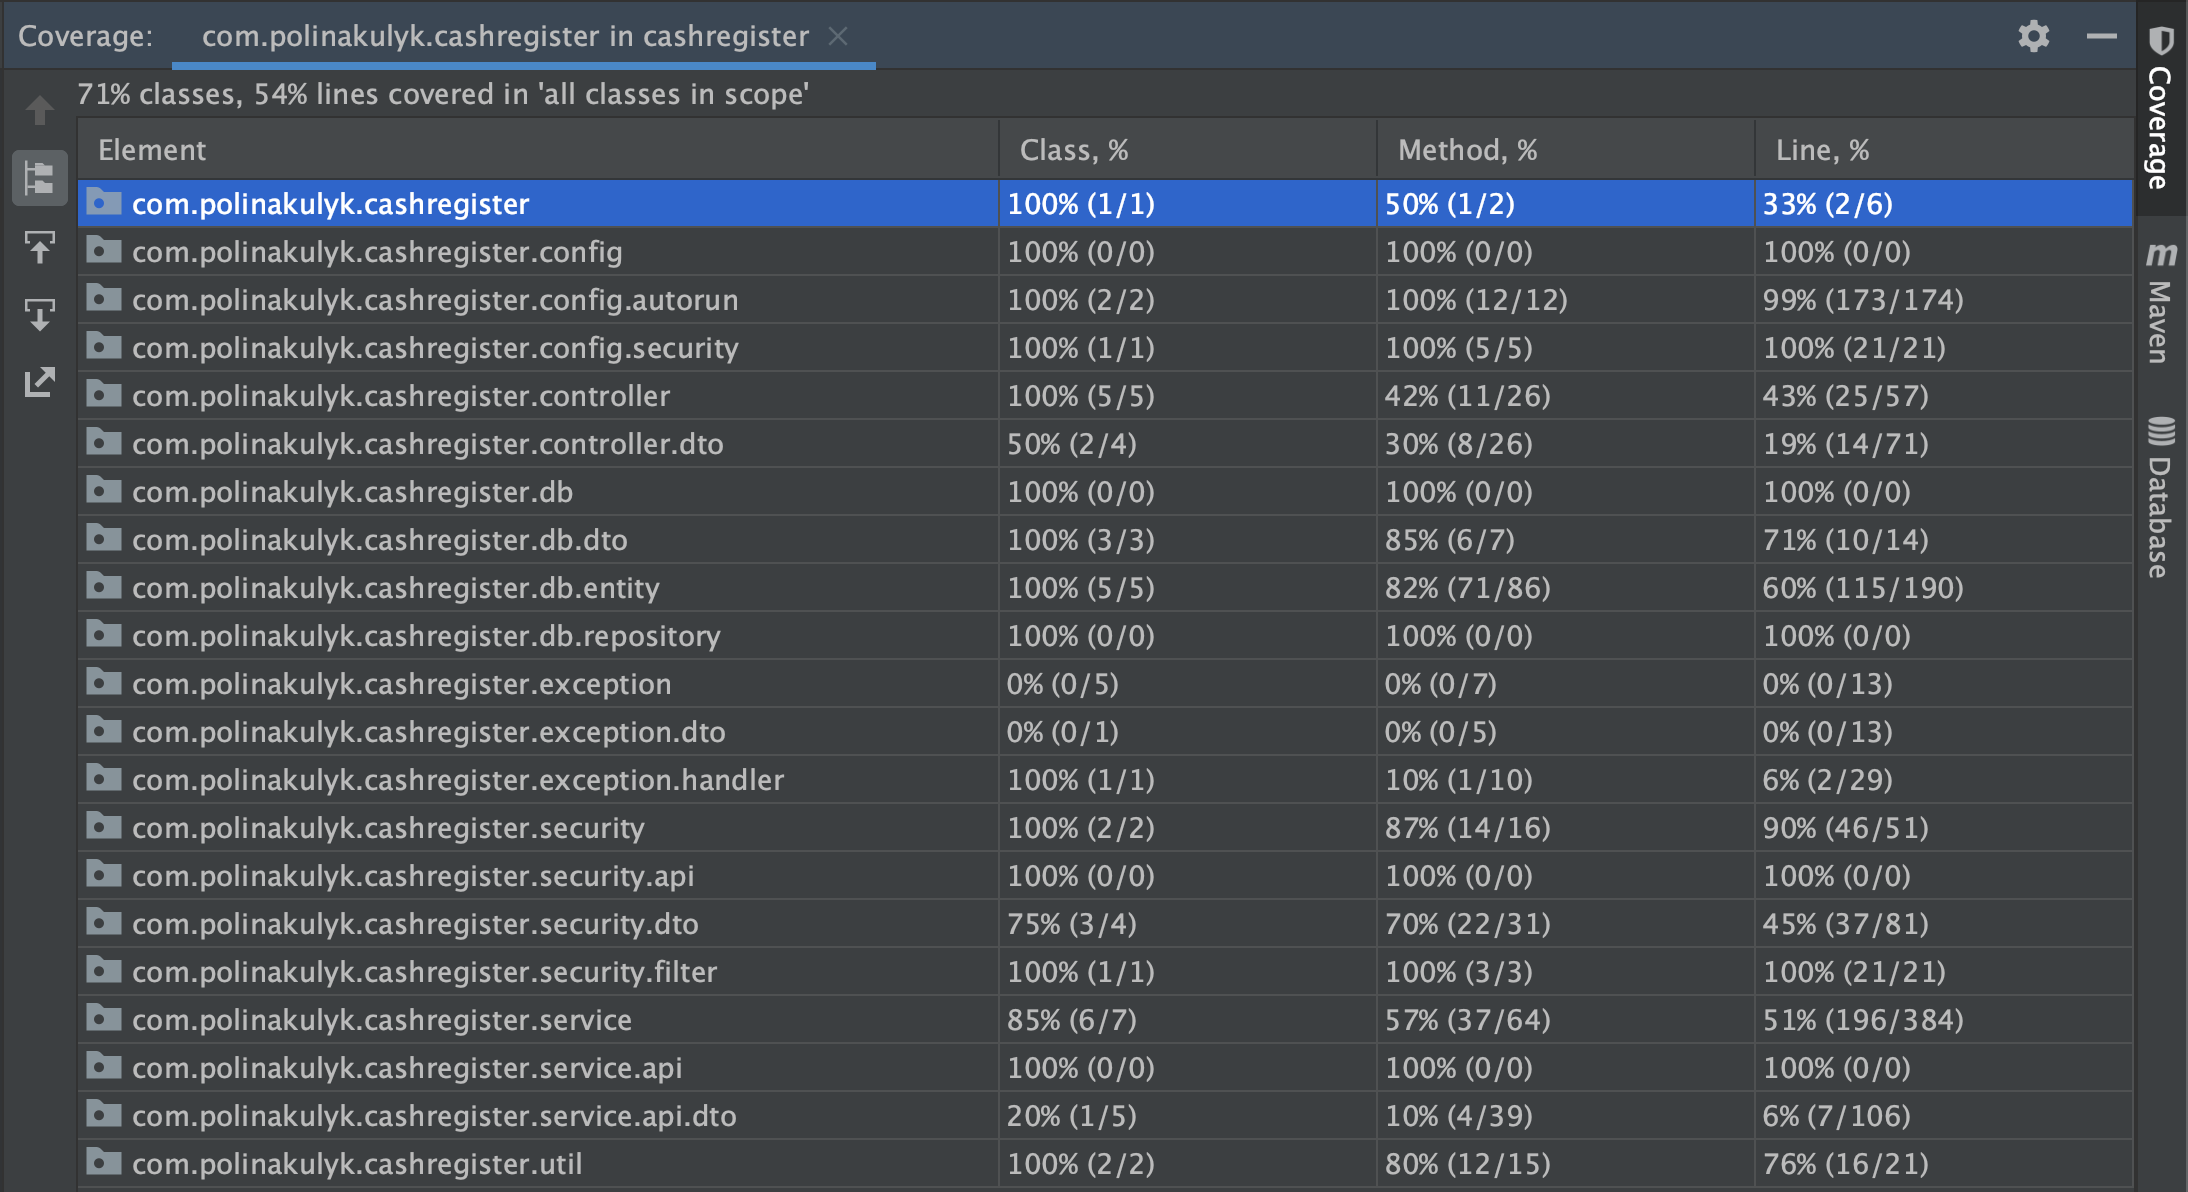 Coverage: com.polinakulyk.cashregister in cashregister
71% classes, 54% lines covered in 'all classes in scope'
Element Class, % Method, % Line, %
com.polinakulyk.cashregister 100% (1/1) 50% (1/2) 33% (2/6)
com.polinakulyk.cashregister.config 100% (0/0) 100% (0/0) 100% (0/0)
com.polinakulyk.cashregister.config.autorun 100% (2/2) 100% (12/12) 99% (173/174)
com.polinakulyk.cashregister.config.security 100% (1/1) 100% (5/5) 100% (21/21)
com.polinakulyk.cashregister.controller 100% (5/5) 42% (11/26) 43% (25/57)
com.polinakulyk.cashregister.controller.dto 50% (2/4) 30% (8/26) 19% (14/71)
com.polinakulyk.cashregister.db 100% (0/0) 100% (0/0) 100% (0/0)
com.polinakulyk.cashregister.db.dto 100% (3/3) 85% (6/7) 71% (10/14)
com.polinakulyk.cashregister.db.entity 100% (5/5) 82% (71/86) 60% (115/190)
com.polinakulyk.cashregister.db.repository 100% (0/0) 100% (0/0) 100% (0/0)
com.polinakulyk.cashregister.exception 0% (0/5) 0% (0/7) 0% (0/13)
com.polinakulyk.cashregister.exception.dto 0% (0/1) 0% (0/5) 0% (0/13)
com.polinakulyk.cashregister.exception.handler 100% (1/1) 10% (1/10) 6% (2/29)
com.polinakulyk.cashregister.security 100% (2/2) 87% (14/16) 90% (46/51)
com.polinakulyk.cashregister.security.api 100% (0/0) 100% (0/0) 100% (0/0)
com.polinakulyk.cashregister.security.dto 75% (3/4) 70% (22/31) 45% (37/81)
com.polinakulyk.cashregister.security.filter 100% (1/1) 100% (3/3) 100% (21/21)
com.polinakulyk.cashregister.service 85% (6/7) 57% (37/64) 51% (196/384)
com.polinakulyk.cashregister.service.api 100% (0/0) 100% (0/0) 100% (0/0)
com.polinakulyk.cashregister.service.api.dto 20% (1/5) 10% (4/39) 6% (7/106)
com.polinakulyk.cashregister.util 100% (2/2) 80% (12/15) 76% (16/21)
Coverage
m Maven
Database